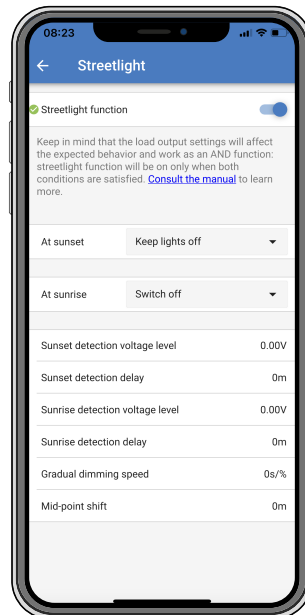 08:23
Streetlight
Streetlight function
Keep in mind that the load output settings will affect
the expected behavior and work as an AND function:
streetlight function will be on only when both
conditions are satisfied. Consult the manual to learn
more.
At sunset Keep lights off
At sunrise Switch off
Sunset detection voltage level 0.00V
Sunset detection delay 0m
Sunrise detection voltage level 0.00V
Sunrise detection delay 0m
Gradual dimming speed 0s/%
Mid-point shift 0m